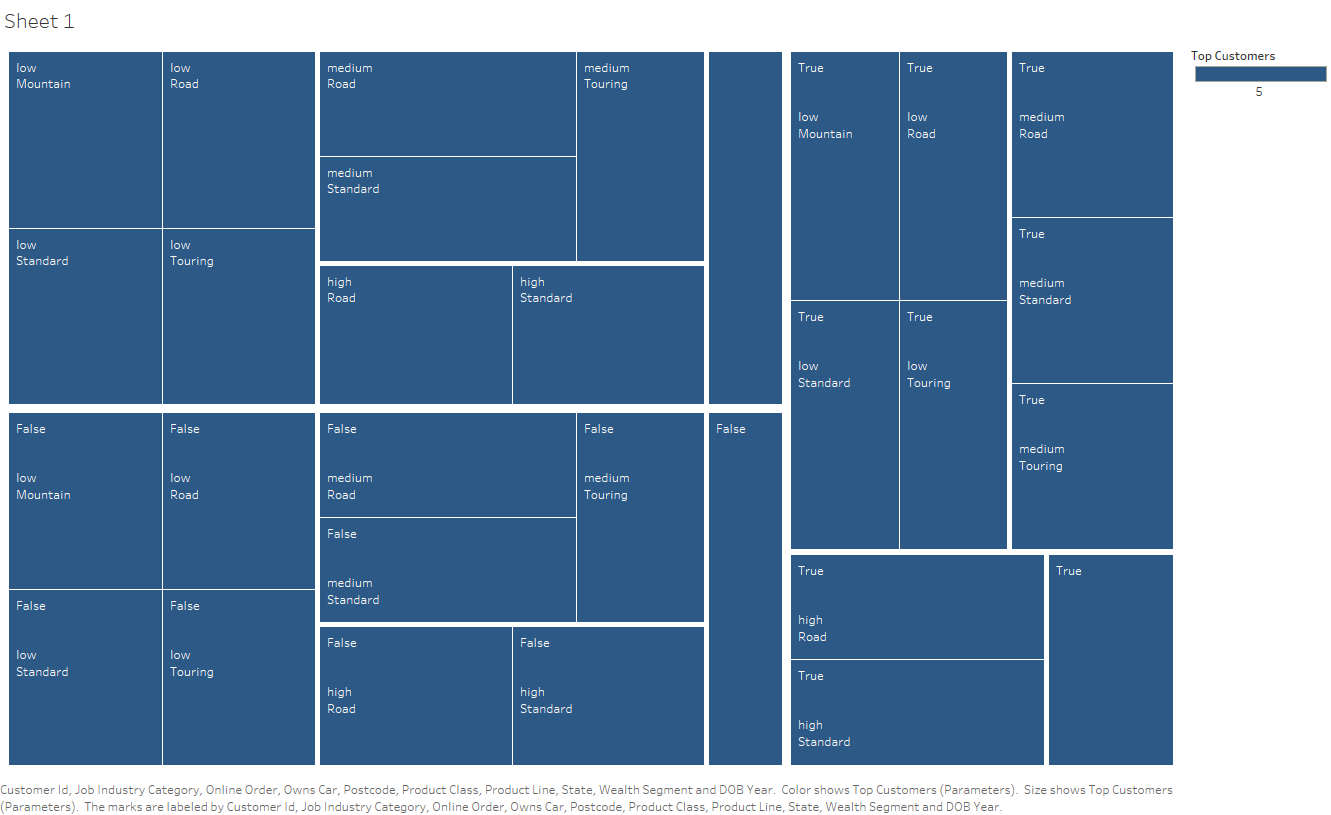 Sheet 1
Top Customers
5
low
Mountain
low
Road
low
Standard
low
Touring
medium
Road
medium
Touring
medium
Standard
high
Road
high
Standard
True
low
Mountain
True
low
Road
True
medium
Road
True
medium
Standard
True
low
Standard
True
low
Touring
True
medium
Touring
False
low
Mountain
False
low
Road
False
low
Standard
False
low
Touring
False
medium
Road
False
medium
Touring
False
False
medium
Standard
False
high
Road
False
high
Standard
True
high
Road
True
True
high
Standard
Customer Id, Job Industry Category, Online Order, Owns Car, Postcode, Product Class, Product Line, State, Wealth Segment and DOB Year.  Color shows Top Customers (Parameters).  Size shows Top Customers
(Parameters).  The marks are labeled by Customer Id, Job Industry Category, Online Order, Owns Car, Postcode, Product Class, Product Line, State, Wealth Segment and DOB Year.